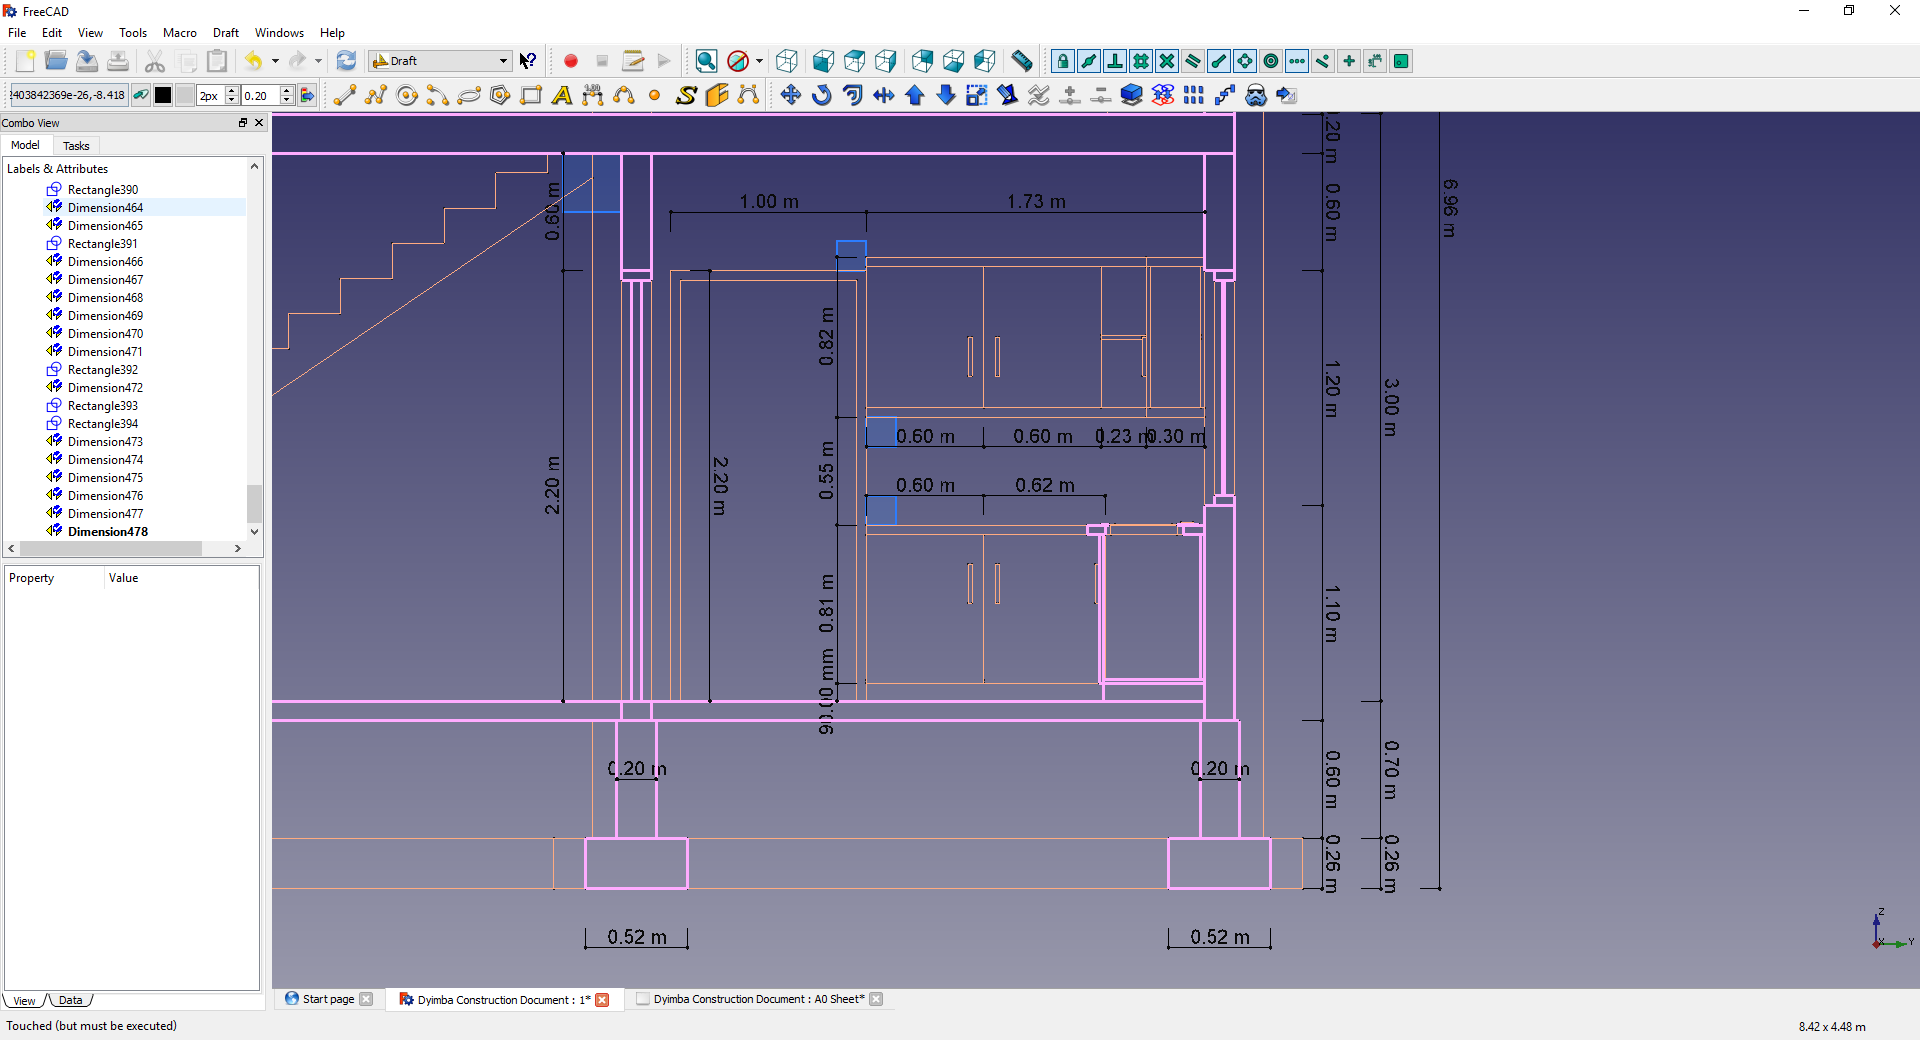 FreeCAD
File Edit View Tools Macro Draft Windows Help
Draft
!403842369e-26,-8.418 2px 0.20
Combo View
Model Tasks
Labels & Attributes
Rectangle390
Dimension464
Dimension465
Rectangle391
Dimension466
Dimension467
Dimension468
Dimension469
Dimension470
Dimension471
Rectangle392
Dimension472
Rectangle393
Rectangle394
Dimension473
Dimension474
Dimension475
Dimension476
Dimension477
Dimension478
Property Value
View Data
0.60 m
2.20 m
2.20 m
1.00 m 1.73 m
0.82 m
0.55 m
0.81 m
90.00 mm
0.60 m 0.60 m 0.23 m 0.30 m
0.60 m 0.62 m
0.20 m 0.20 m
0.52 m 0.52 m
0.20 m
0.60 m
1.20 m
1.10 m
0.60 m
0.26 m
3.00 m
0.70 m
0.26 m
6.96 m
Z
X Y
Start page Dyimba Construction Document : 1* Dyimba Construction Document : A0 Sheet*
Touched (but must be executed) 8.42 x 4.48 m